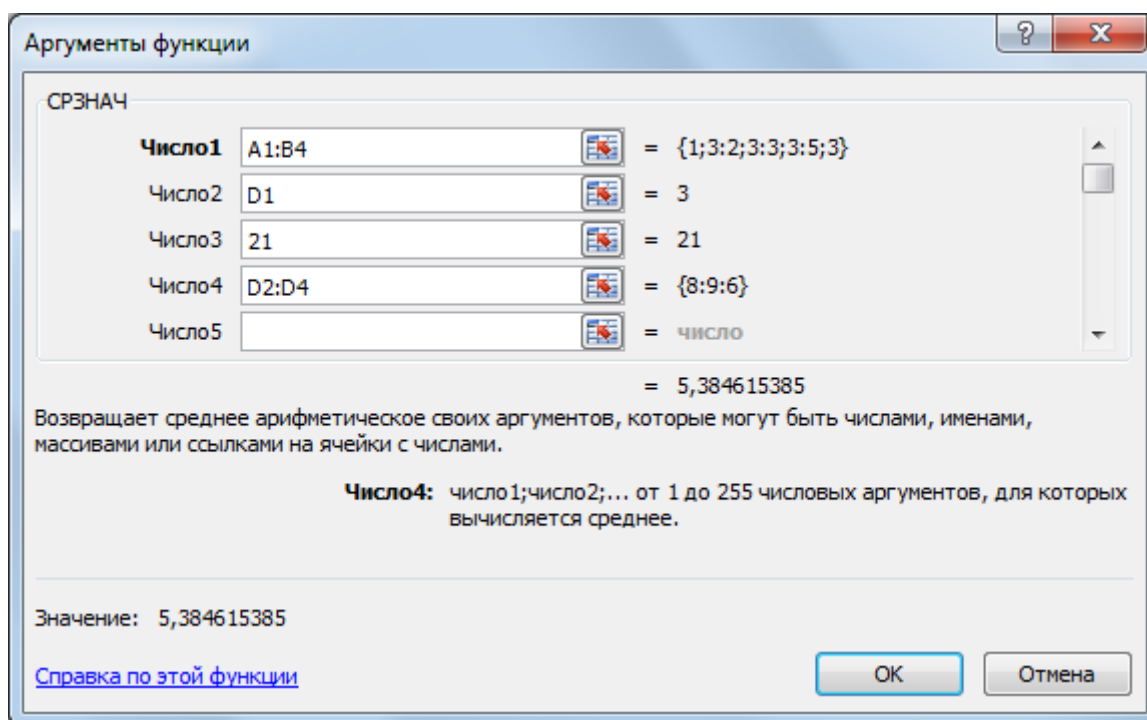 Аргументы функции
СРЗНАЧ
Число1 A1:B4 = {1;3:2;3:3;3:5;3}
Число2 D1 = 3
Число3 21 = 21
Число4 D2:D4 = {8:9:6}
Число5 = число
= 5,384615385
Возвращает среднее арифметическое своих аргументов, которые могут быть числами, именами,
массивами или ссылками на ячейки с числами.
Число4: число1;число2;... от 1 до 255 числовых аргументов, для которых
вычисляется среднее.
Значение: 5,384615385
Справка по этой функции
ОК Отмена